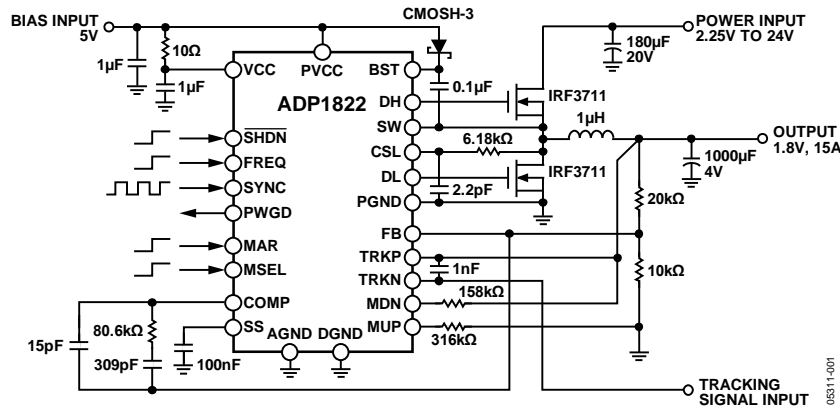 BIAS INPUT
5V
1µF
10Ω
1µF
VCC
PVCC
ADP1822
CMOSH-3
BST
0.1µF
DH
SW
CSL
6.18kΩ
DL
2.2pF
PGND
FB
TRKP
1nF
TRKN
MDN
158kΩ
MUP
316kΩ
SHDN
FREQ
SYNC
PWGD
MAR
MSEL
COMP
SS
AGND
DGND
15pF
80.6kΩ
309pF
100nF
IRF3711
1µH
IRF3711
180µF
20V
POWER INPUT
2.25V TO 24V
OUTPUT
1.8V, 15A
1000µF
4V
20kΩ
10kΩ
TRACKING
SIGNAL INPUT
05311-001